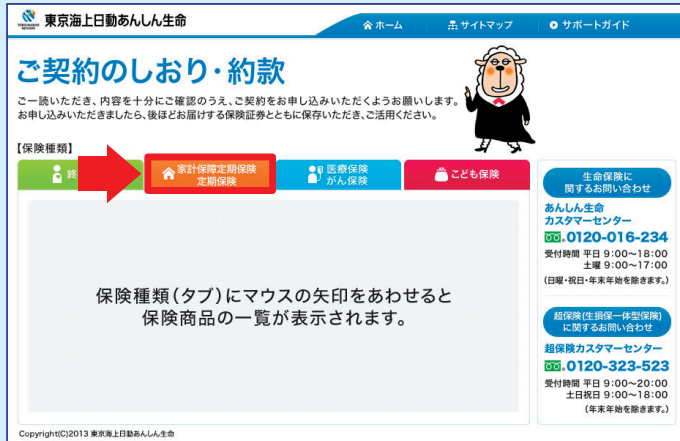 東京海上日動あんしん生命
ホーム
サイトマップ
サポートガイド
ご契約のしおり・約款
ご一読いただき、内容を十分にご確認のうえ、ご契約をお申し込みいただくようお願いします。
お申し込みいただきましたら、後ほどお届けする保険証券とともに保存いただき、ご活用ください。
【保険種類】
終
家計保障定期保険
定期保険
医療保険
がん保険
こども保険
保険種類(タブ)にマウスの矢印をあわせると
保険商品の一覧が表示されます。
生命保険に
関するお問い合わせ
あんしん生命
カスタマーセンター
0120-016-234
受付時間 平日 9:00～18:00
土曜 9:00～17:00
(日曜・祝日・年末年始を除きます。)
超保険(生損保一体型保険)
に関するお問い合わせ
超保険カスタマーセンター
0120-323-523
受付時間 平日 9:00～20:00
土日祝日 9:00～18:00
(年末年始を除きます。)
Copyright(C)2013 東京海上日動あんしん生命